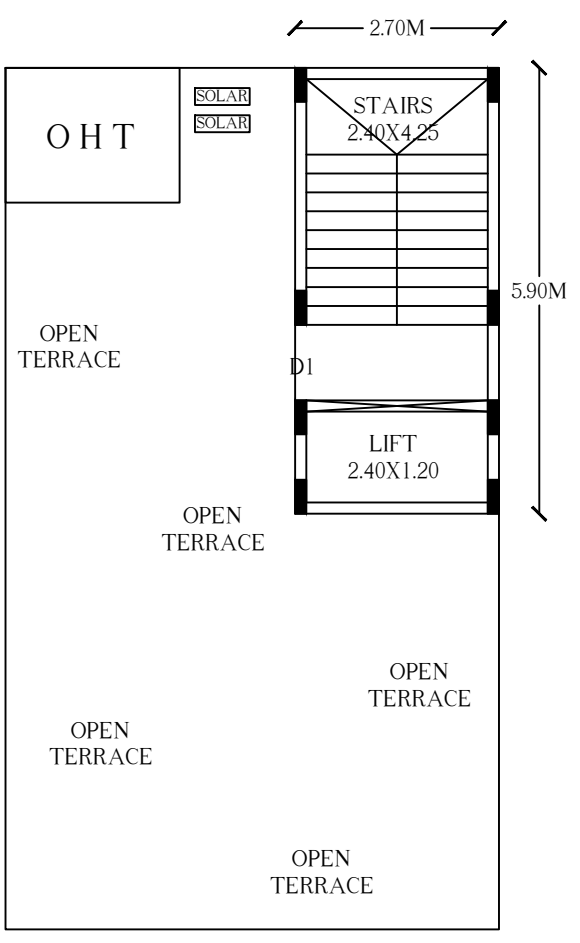 2.70M
SOLAR
SOLAR
O H T
STAIRS
2.40X4.25
5.90M
OPEN
TERRACE
D1
LIFT
2.40X1.20
OPEN
TERRACE
OPEN
TERRACE
OPEN
TERRACE
OPEN
TERRACE